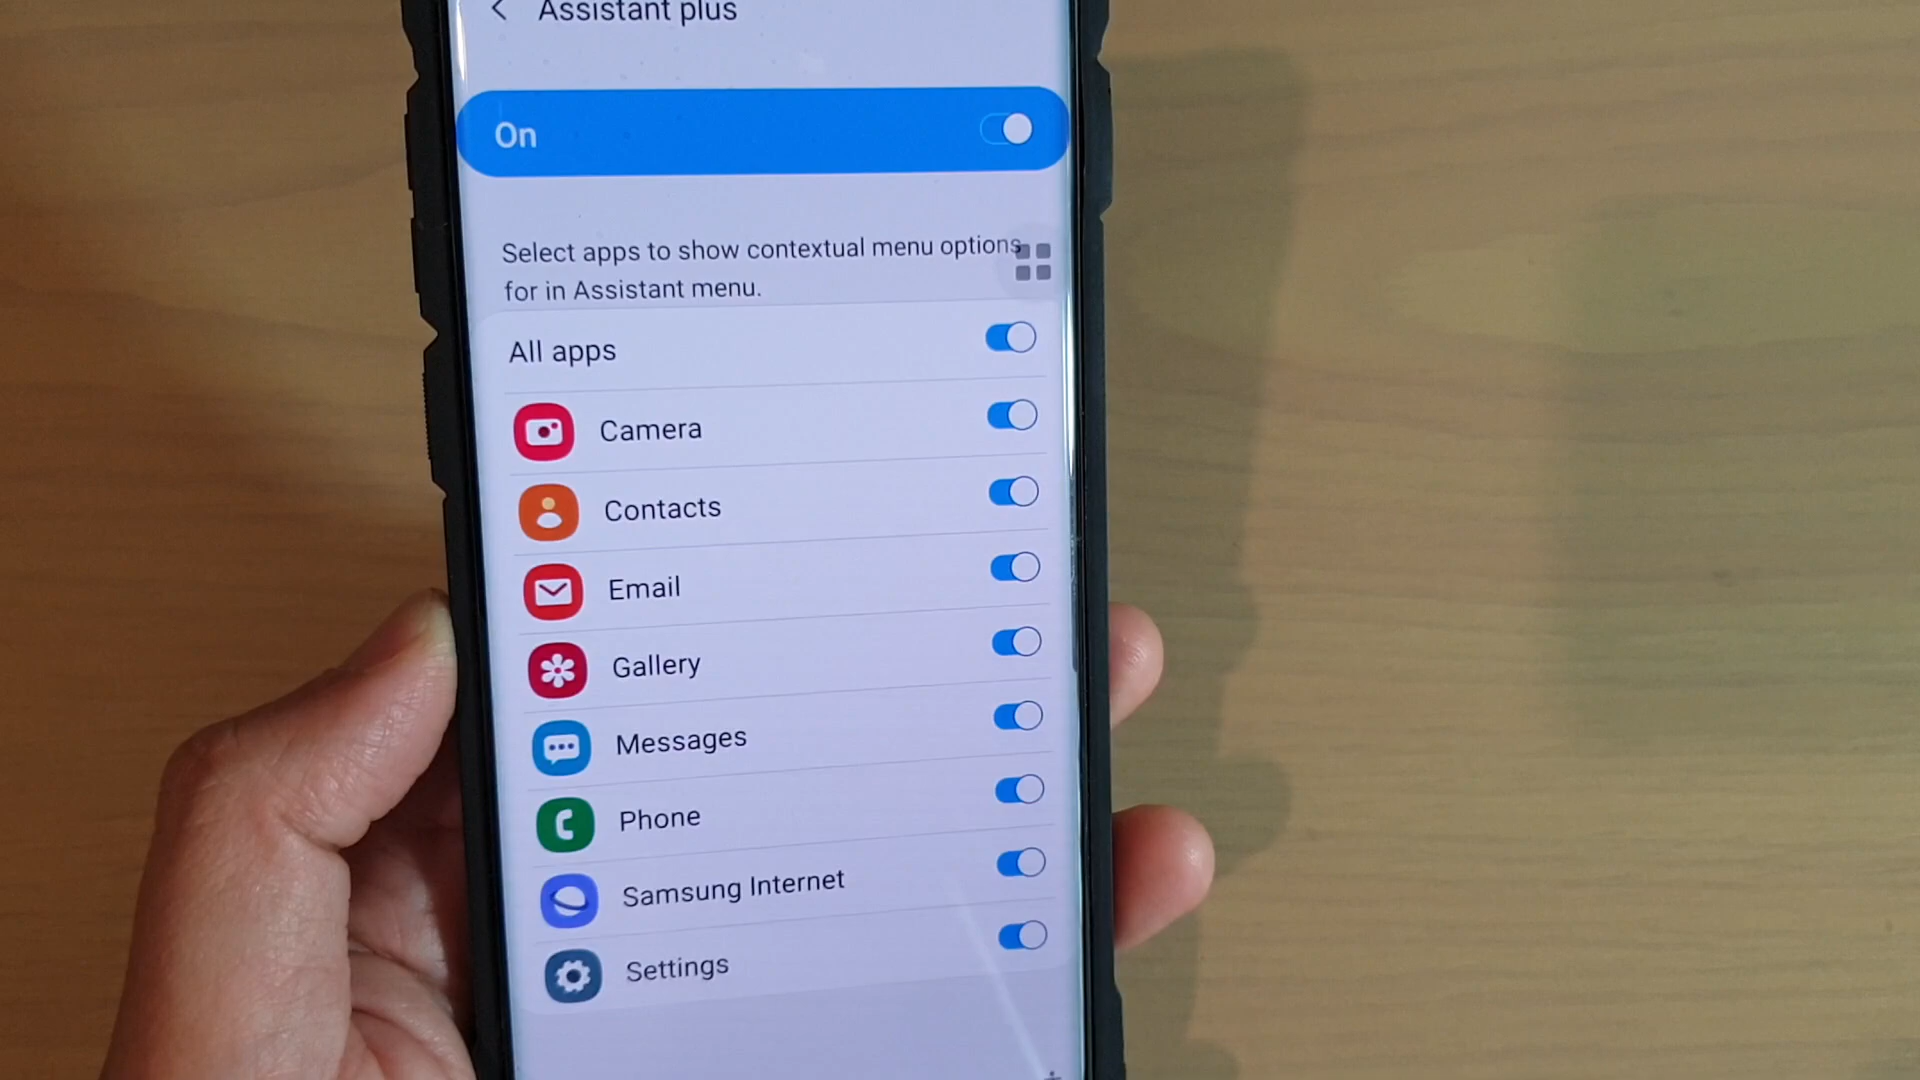 Assistant plus
On
Select apps to show contextual menu options
for in Assistant menu.
All apps
Camera
Contacts
Email
Gallery
Messages
Phone
Samsung Internet
Settings